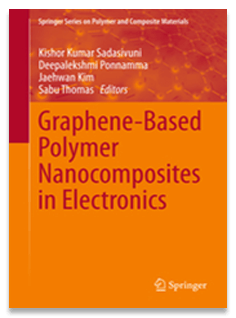 Springer Series on Polymer and Composite Materials
Kishor Kumar Sadasivuni
Deepalekshmi Ponnamma
Jaehwan Kim
Sabu Thomas Editors
Graphene-Based
Polymer
Nanocomposites
in Electronics
Springer